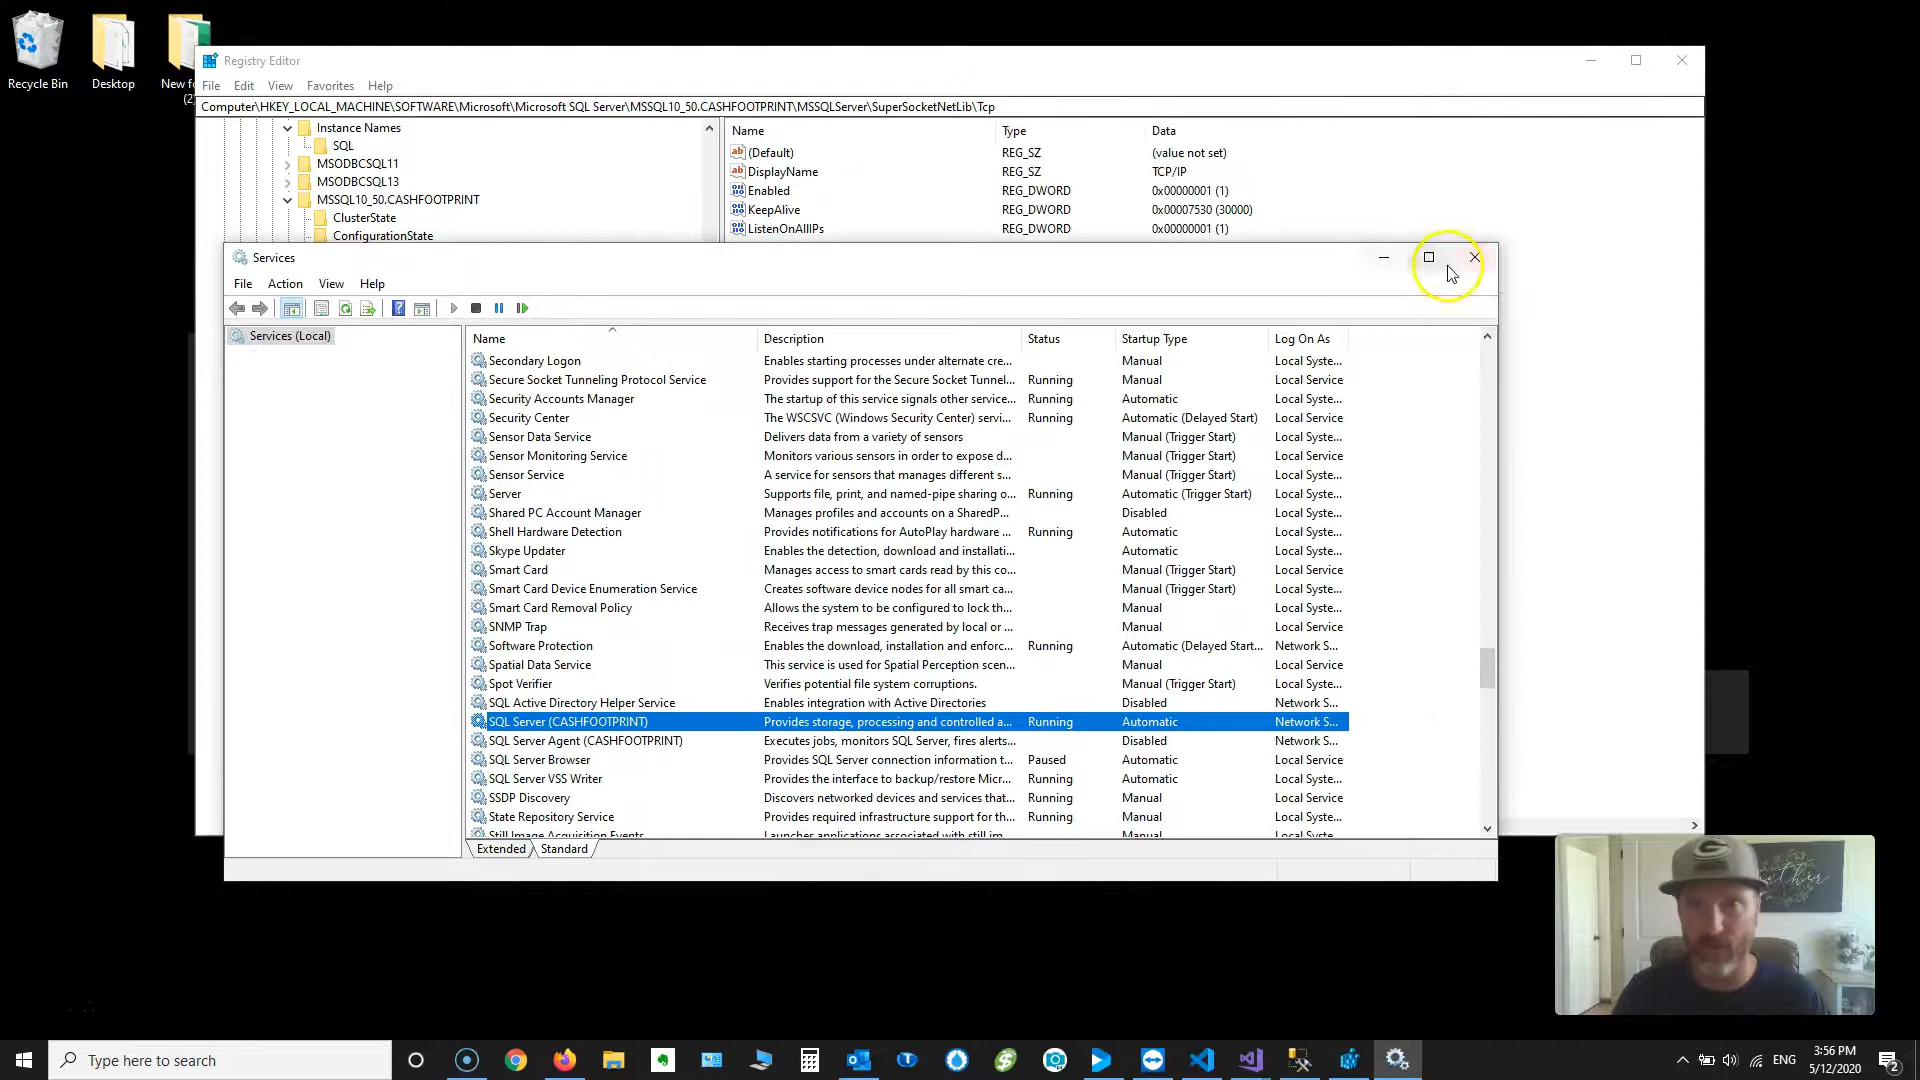 Recycle Bin
Desktop
New fo
(2)
Registry Editor
File Edit View Favorites Help
Computer\HKEY_LOCAL_MACHINE\SOFTWARE\Microsoft\Microsoft SQL Server\MSSQL10_50.CASHFOOTPRINT\MSSQLServer\SuperSocketNetLib\Tcp
Instance Names
SQL
MSODBCSQL11
MSODBCSQL13
MSSQL10_50.CASHFOOTPRINT
ClusterState
ConfigurationState
Name Type Data
(Default) REG_SZ (value not set)
DisplayName REG_SZ TCP/IP
Enabled REG_DWORD 0x00000001 (1)
KeepAlive REG_DWORD 0x00007530 (30000)
ListenOnAllIPs REG_DWORD 0x00000001 (1)
Services
File Action View Help
Services (Local)
Name Description Status Startup Type Log On As
Secondary Logon Enables starting processes under alternate cre... Manual Local Syste...
Secure Socket Tunneling Protocol Service Provides support for the Secure Socket Tunnel... Running Manual Local Service
Security Accounts Manager The startup of this service signals other service... Running Automatic Local Syste...
Security Center The WSCSVC (Windows Security Center) servi... Running Automatic (Delayed Start) Local Service
Sensor Data Service Delivers data from a variety of sensors Manual (Trigger Start) Local Syste...
Sensor Monitoring Service Monitors various sensors in order to expose d... Manual (Trigger Start) Local Service
Sensor Service A service for sensors that manages different s... Manual (Trigger Start) Local Syste...
Server Supports file, print, and named-pipe sharing o... Running Automatic (Trigger Start) Local Syste...
Shared PC Account Manager Manages profiles and accounts on a SharedP... Disabled Local Syste...
Shell Hardware Detection Provides notifications for AutoPlay hardware ... Running Automatic Local Syste...
Skype Updater Enables the detection, download and installati... Automatic Local Syste...
Smart Card Manages access to smart cards read by this co... Manual (Trigger Start) Local Service
Smart Card Device Enumeration Service Creates software device nodes for all smart ca... Manual (Trigger Start) Local Syste...
Smart Card Removal Policy Allows the system to be configured to lock th... Manual Local Syste...
SNMP Trap Receives trap messages generated by local or ... Manual Local Service
Software Protection Enables the download, installation and enforc... Running Automatic (Delayed Start... Network S...
Spatial Data Service This service is used for Spatial Perception scen... Manual Local Service
Spot Verifier Verifies potential file system corruptions. Manual (Trigger Start) Local Syste...
SQL Active Directory Helper Service Enables integration with Active Directories Disabled Network S...
SQL Server (CASHFOOTPRINT) Provides storage, processing and controlled a... Running Automatic Network S...
SQL Server Agent (CASHFOOTPRINT) Executes jobs, monitors SQL Server, fires alerts... Disabled Network S...
SQL Server Browser Provides SQL Server connection information t... Paused Automatic Local Service
SQL Server VSS Writer Provides the interface to backup/restore Micr... Running Automatic Local Syste...
SSDP Discovery Discovers networked devices and services that... Running Manual Local Service
State Repository Service Provides required infrastructure support for th... Running Manual Local Syste...
Still Image Acquisition Events Launches applications associated with still im... Manual Local Syste...
Extended Standard
Type here to search
ENG
3:56 PM
5/12/2020
2